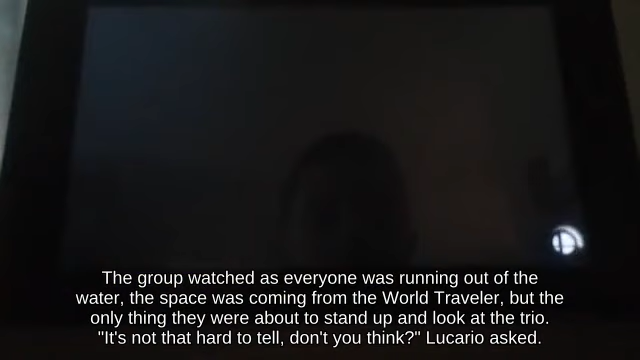 The group watched as everyone was running out of the
water, the space was coming from the World Traveler, but the
only thing they were about to stand up and look at the trio.
"It's not that hard to tell, don't you think?" Lucario asked.